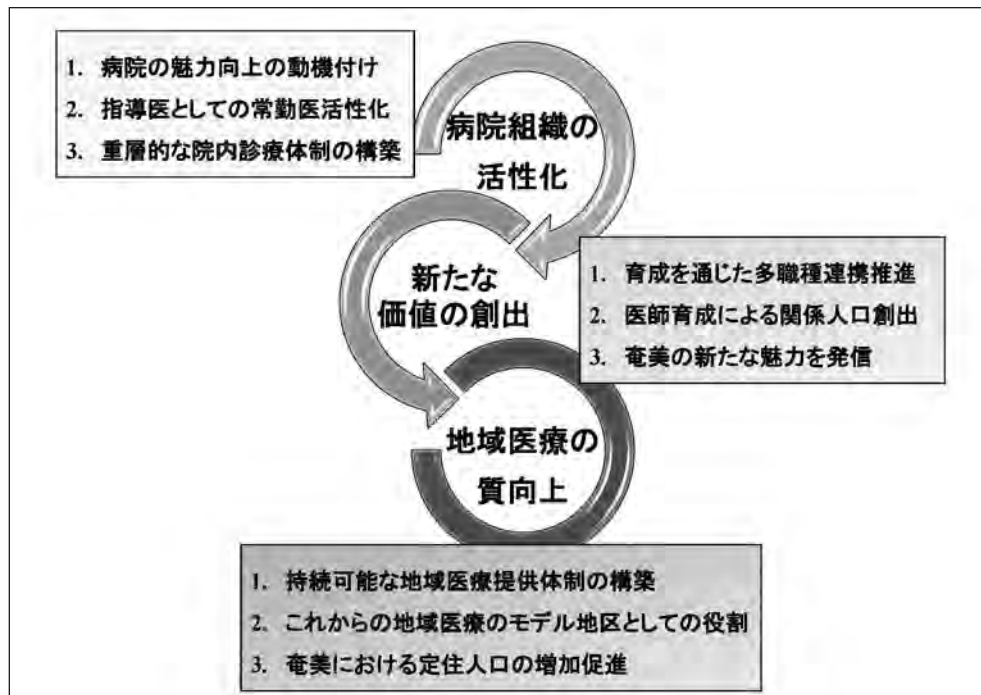 1. 病院の魅力向上の動機付け
2. 指導医としての常勤医活性化
3. 重層的な院内診療体制の構築
病院組織の
活性化
新たな
価値の創出
1. 育成を通じた多職種連携推進
2. 医師育成による関係人口創出
3. 奄美の新たな魅力を発信
地域医療の
質向上
1. 持続可能な地域医療提供体制の構築
2. これからの地域医療のモデル地区としての役割
3. 奄美における定住人口の増加促進